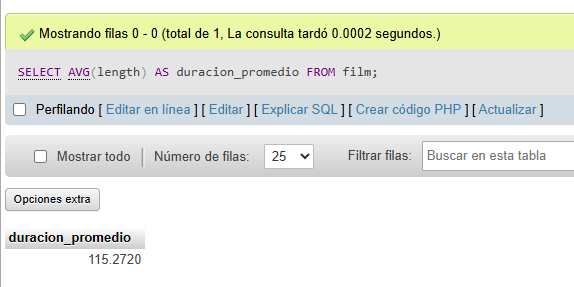 Mostrando filas 0 - 0 (total de 1, La consulta tardó 0.0002 segundos.)
SELECT AVG(length) AS duracion_promedio FROM film;
Perfilando [ Editar en línea ] [ Editar ] [ Explicar SQL ] [ Crear código PHP ] [ Actualizar ]
Mostrar todo Número de filas: 25 Filtrar filas: Buscar en esta tabla
Opciones extra
duracion_promedio
115.2720